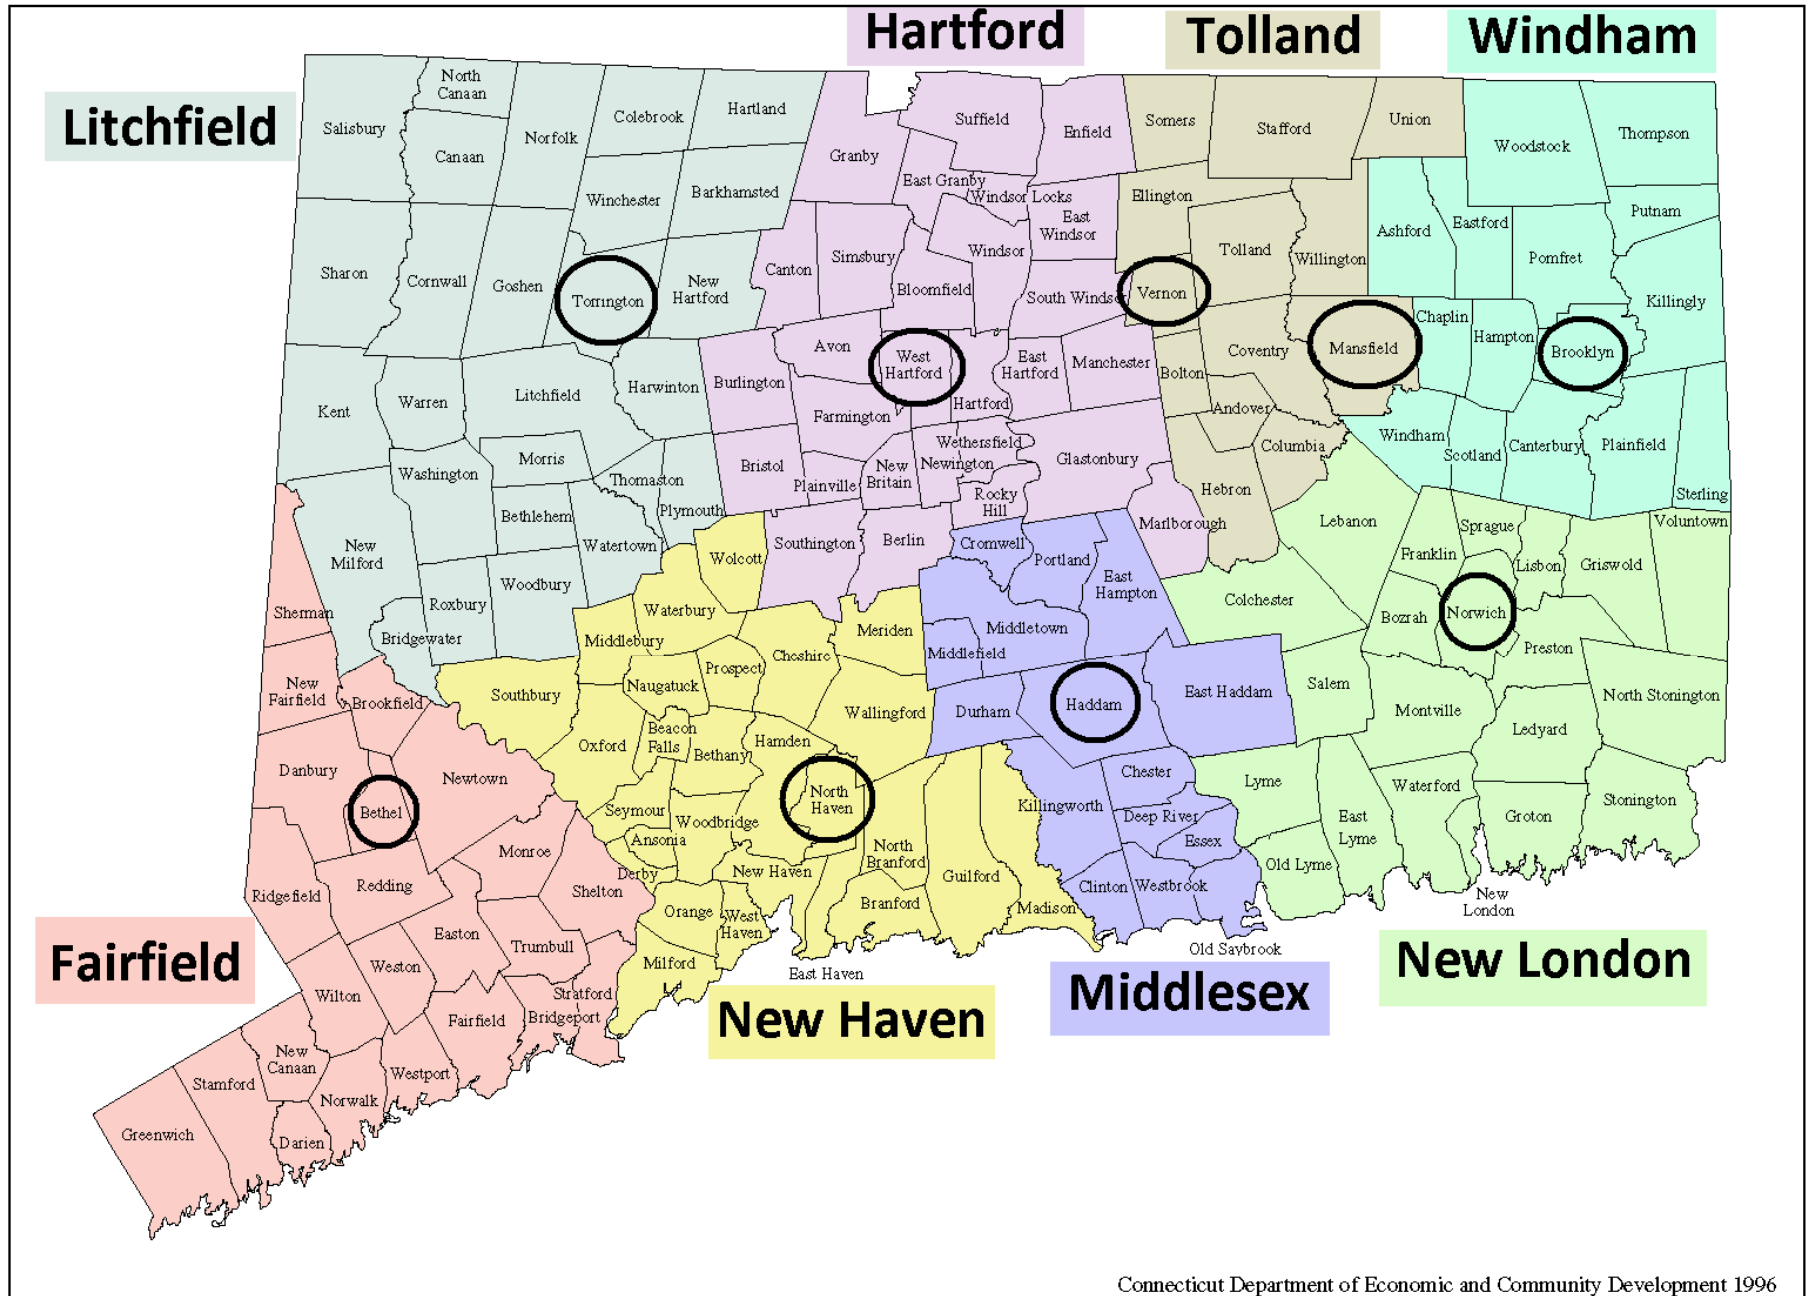 Hartford
Tolland
Windham
Litchfield
North
Canaan
Salisbury
Canaan
Norfolk
Colebrook
Hartland
Winchester
Barkhamsted
Sharon
Cornwall
Goshen
Torrington
New
Hartford
Kent
Warren
Litchfield
Harwinton
Washington
Morris
Thomaston
Plymouth
Bethlehem
Watertown
New
Milford
Roxbury
Woodbury
Bridgewater
Granby
Suffield
Enfield
East Granby
Windsor Locks
East
Windsor
Windsor
Canton
Simsbury
Bloomfield
South Windsor
Avon
West
Hartford
East
Hartford
Manchester
Burlington
Farmington
Hartford
Wethersfield
Newington
Glastonbury
Bristol
Plainville
New
Britain
Rocky
Hill
Marlborough
Southington
Berlin
Somers
Stafford
Union
Ellington
Tolland
Willington
Vernon
Mansfield
Coventry
Bolton
Andover
Columbia
Hebron
Woodstock
Thompson
Putnam
Ashford
Eastford
Pomfret
Killingly
Chaplin
Hampton
Brooklyn
Windham
Scotland
Canterbury
Plainfield
Sterling
Lebanon
Sprague
Voluntown
Franklin
Lisbon
Griswold
Colchester
Bozrah
Norwich
Preston
Salem
Montville
North Stonington
Ledyard
Lyme
Waterford
Stonington
East
Lyme
Groton
Old Lyme
New
London
New London
Cromwell
Portland
East
Hampton
Middletown
Middlefield
Durham
Haddam
East Haddam
Chester
Killingworth
Deep River
Essex
Clinton
Westbrook
Old Saybrook
Middlesex
Wolcott
Waterbury
Middlebury
Meriden
Cheshire
Prospect
Naugatuck
Southbury
Wallingford
Oxford
Beacon
Falls
Hamden
Bethany
North
Haven
Seymour
Woodbridge
Ansonia
Derby
New Haven
North
Branford
Guilford
Orange
West
Haven
Branford
Madison
Milford
East Haven
New Haven
Sherman
New
Fairfield
Brookfield
Danbury
Newtown
Bethel
Monroe
Ridgefield
Redding
Shelton
Easton
Trumbull
Weston
Wilton
Stratford
Fairfield
Bridgeport
New
Canaan
Westport
Stamford
Norwalk
Greenwich
Darien
Fairfield
Connecticut Department of Economic and Community Development 1996